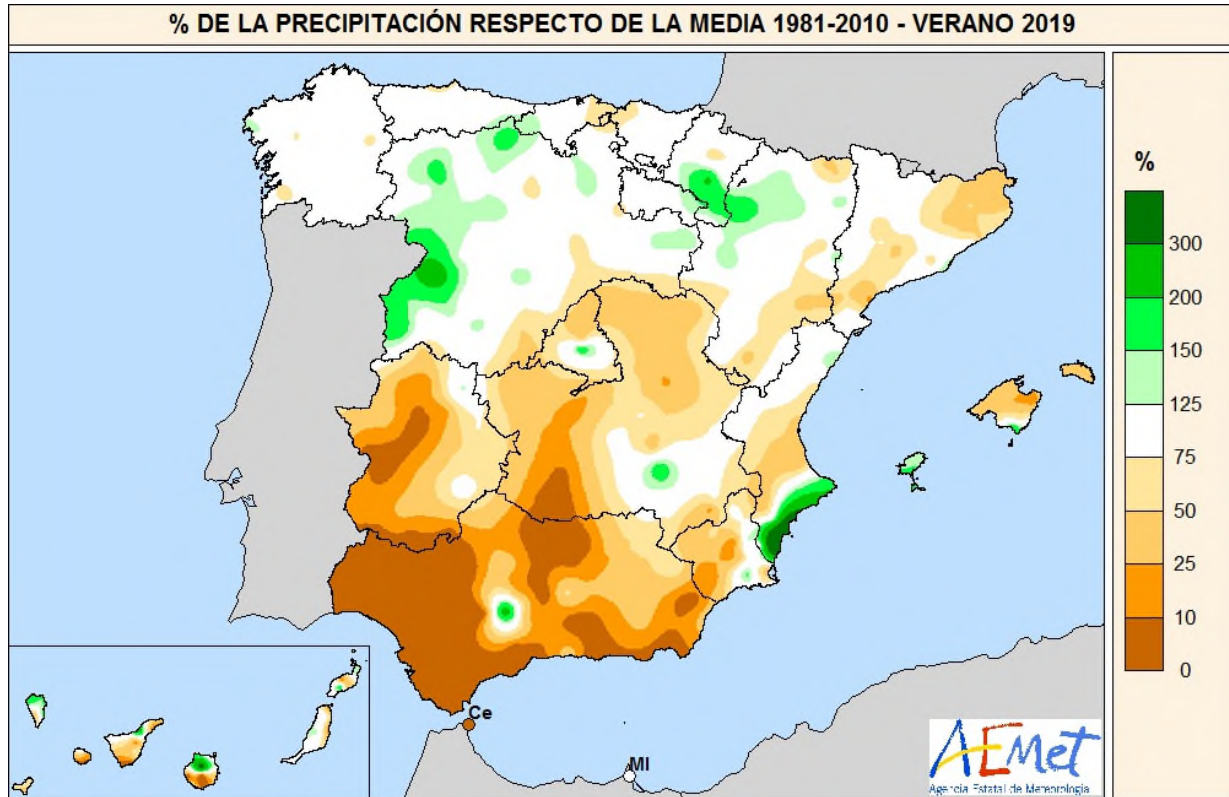 % DE LA PRECIPITACIÓN RESPECTO DE LA MEDIA 1981-2010 - VERANO 2019
%
300
200
150
125
75
50
25
10
0
Ce
Ml
AEMet
Agencia Estatal de Meteorología